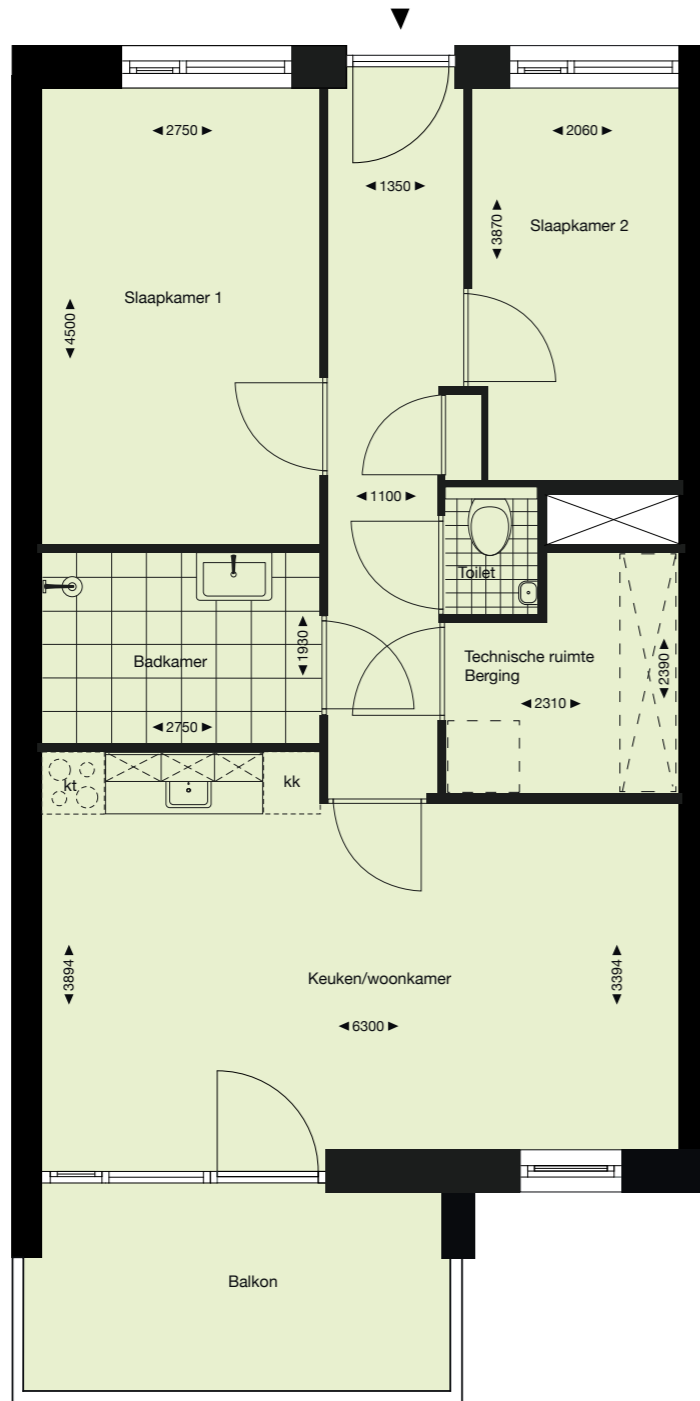 2750
2060
1350
3870
Slaapkamer 2
Slaapkamer 1
4500
1100
Toilet
1930
Badkamer
Technische ruimte
Berging
2390
2310
2750
kt
kk
3894
Keuken/woonkamer
3394
6300
Balkon